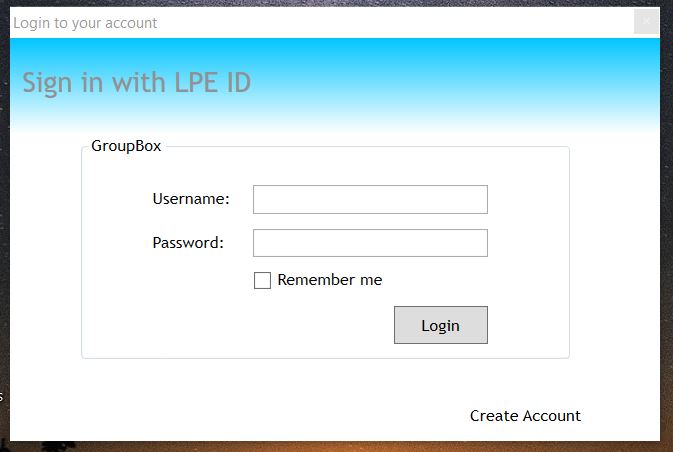 Login to your account
Sign in with LPE ID
GroupBox
Username:
Password:
Remember me
Login
Create Account